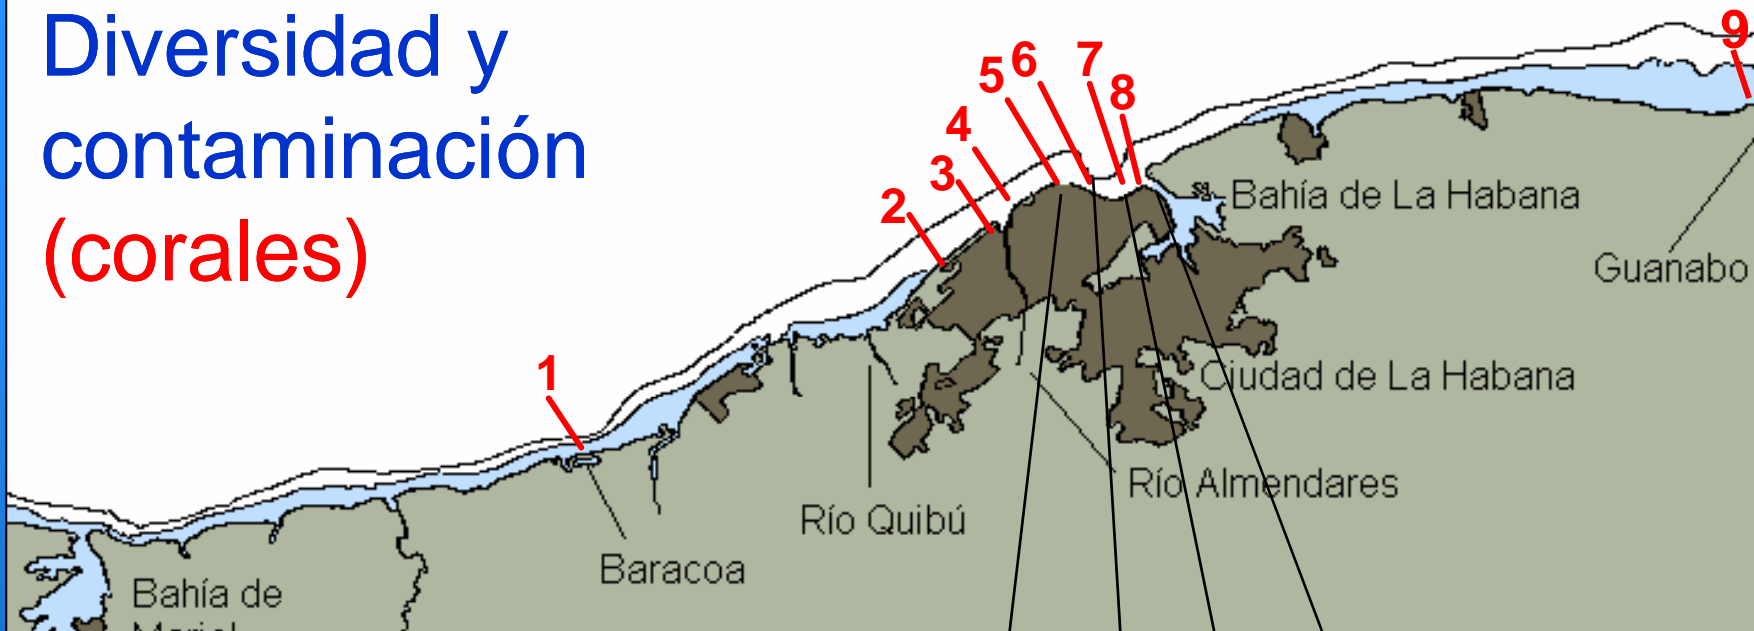 Diversidad y
contaminación
(corales)
1
2
3
4
5
6
7
8
9
Bahía de La Habana
Guanabo
Ciudad de La Habana
Río Almendares
Río Quibú
Baracoa
Bahía de